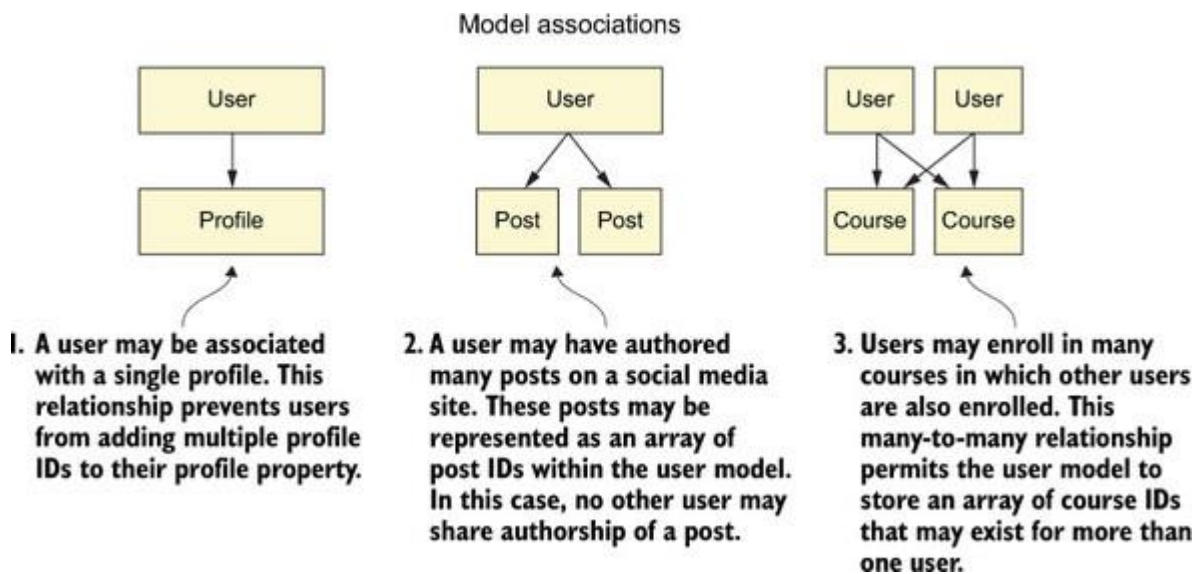 Model associations
User
Profile
User
Post Post
User User
Course Course
1. A user may be associated
with a single profile. This
relationship prevents users
from adding multiple profile
IDs to their profile property.
2. A user may have authored
many posts on a social media
site. These posts may be
represented as an array of
post IDs within the user model.
In this case, no other user may
share authorship of a post.
3. Users may enroll in many
courses in which other users
are also enrolled. This
many-to-many relationship
permits the user model to
store an array of course IDs
that may exist for more than
one user.